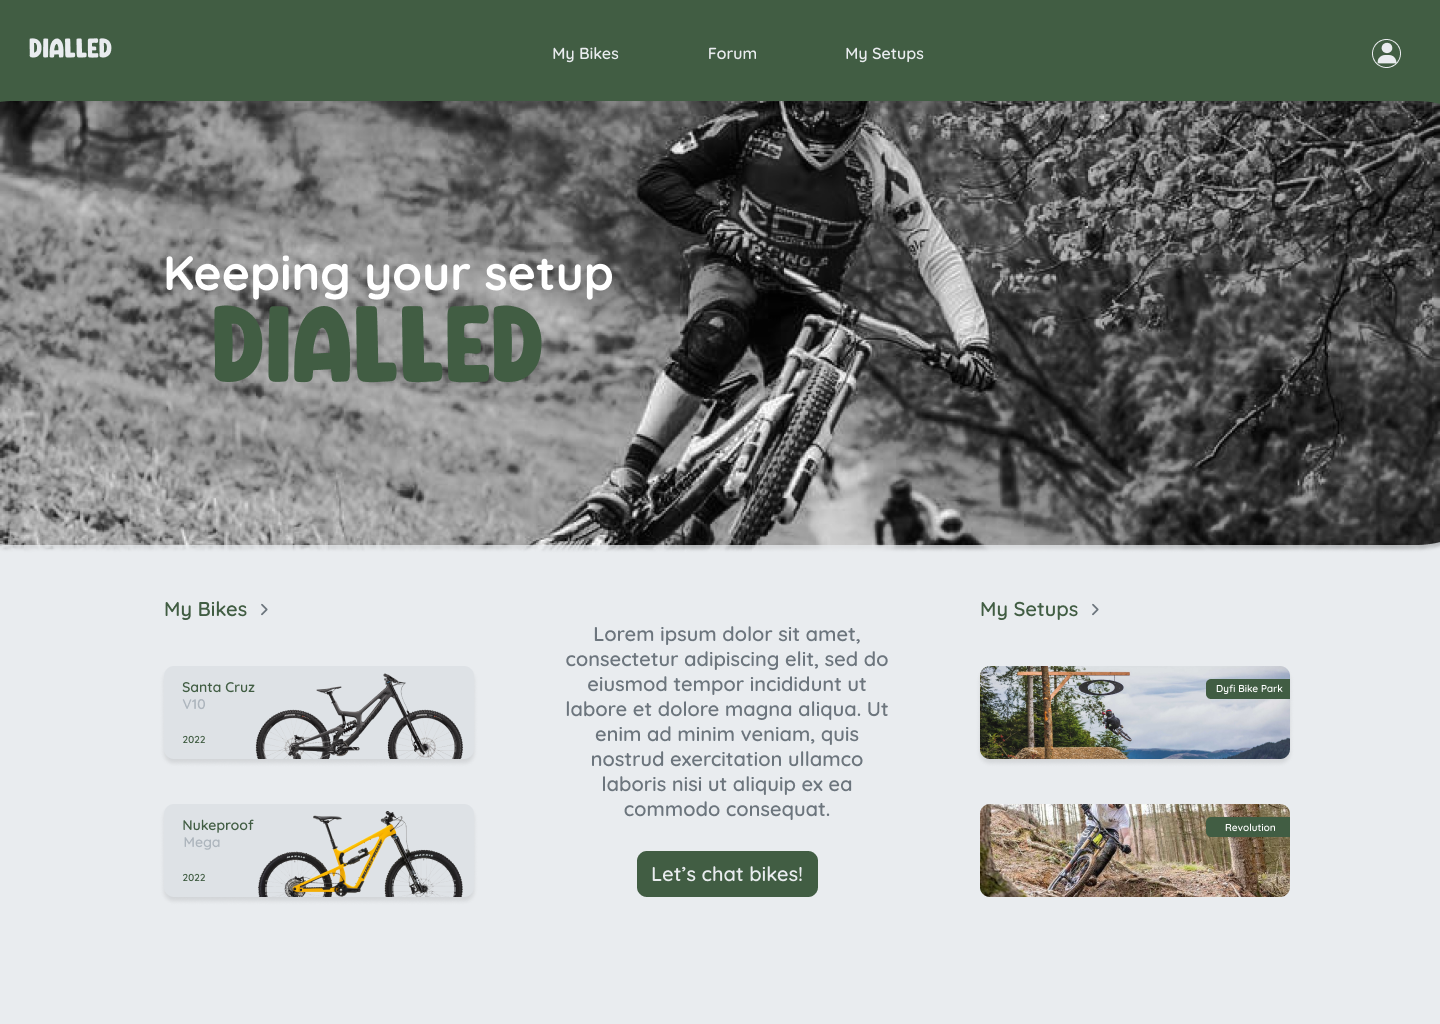 DIALLED
My Bikes
Forum
My Setups
Keeping your setup
DIALLED
My Bikes
Santa Cruz
V10
2022
Nukeproof
Mega
2022
Lorem ipsum dolor sit amet,
consectetur adipiscing elit, sed do
eiusmod tempor incididunt ut
labore et dolore magna aliqua. Ut
enim ad minim veniam, quis
nostrud exercitation ullamco
laboris nisi ut aliquip ex ea
commodo consequat.
Let's chat bikes!
My Setups
Dyfi Bike Park
Revolution